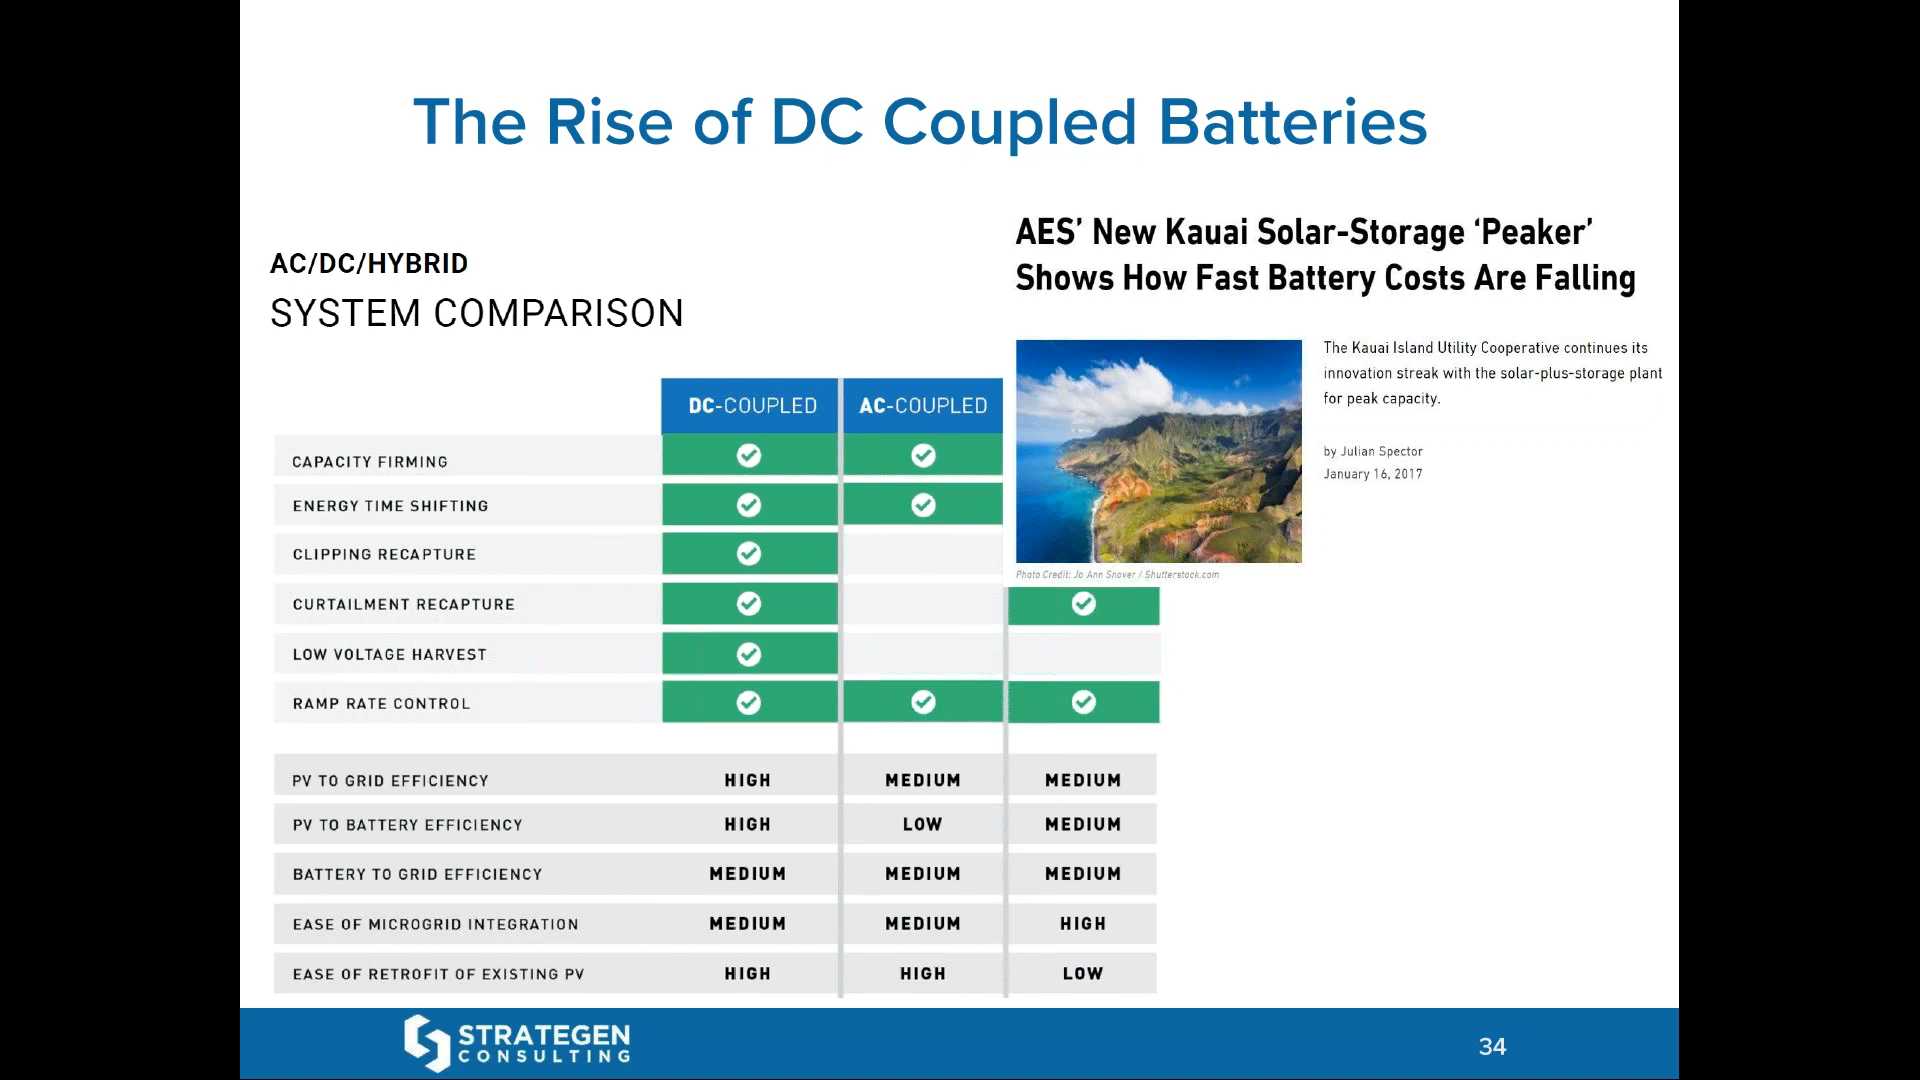 The Rise of DC Coupled Batteries
AC/DC/HYBRID
SYSTEM COMPARISON
AES’ New Kauai Solar-Storage ‘Peaker’
Shows How Fast Battery Costs Are Falling
The Kauai Island Utility Cooperative continues its
innovation streak with the solar-plus-storage plant
for peak capacity.
by Julian Spector
January 16, 2017
Photo Credit: Jo Ann Snover / Shutterstock.com
DC-COUPLED AC-COUPLED
CAPACITY FIRMING
ENERGY TIME SHIFTING
CLIPPING RECAPTURE
CURTAILMENT RECAPTURE
LOW VOLTAGE HARVEST
RAMP RATE CONTROL
PV TO GRID EFFICIENCY HIGH MEDIUM MEDIUM
PV TO BATTERY EFFICIENCY HIGH LOW MEDIUM
BATTERY TO GRID EFFICIENCY MEDIUM MEDIUM MEDIUM
EASE OF MICROGRID INTEGRATION MEDIUM MEDIUM HIGH
EASE OF RETROFIT OF EXISTING PV HIGH HIGH LOW
STRATEGEN
CONSULTING
34